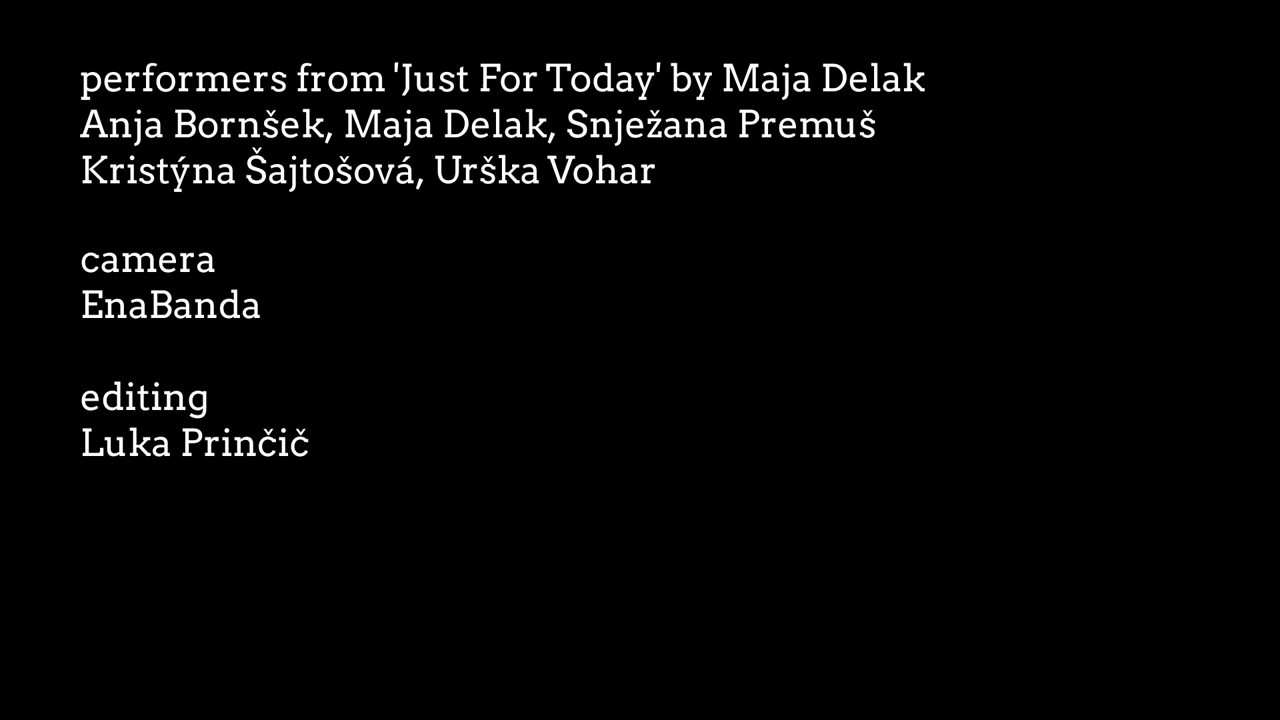 performers from 'Just For Today' by Maja Delak
Anja Bornšek, Maja Delak, Snježana Premuš
Kristýna Šajtošová, Urška Vohar
camera
EnaBanda
editing
Luka Prinčič